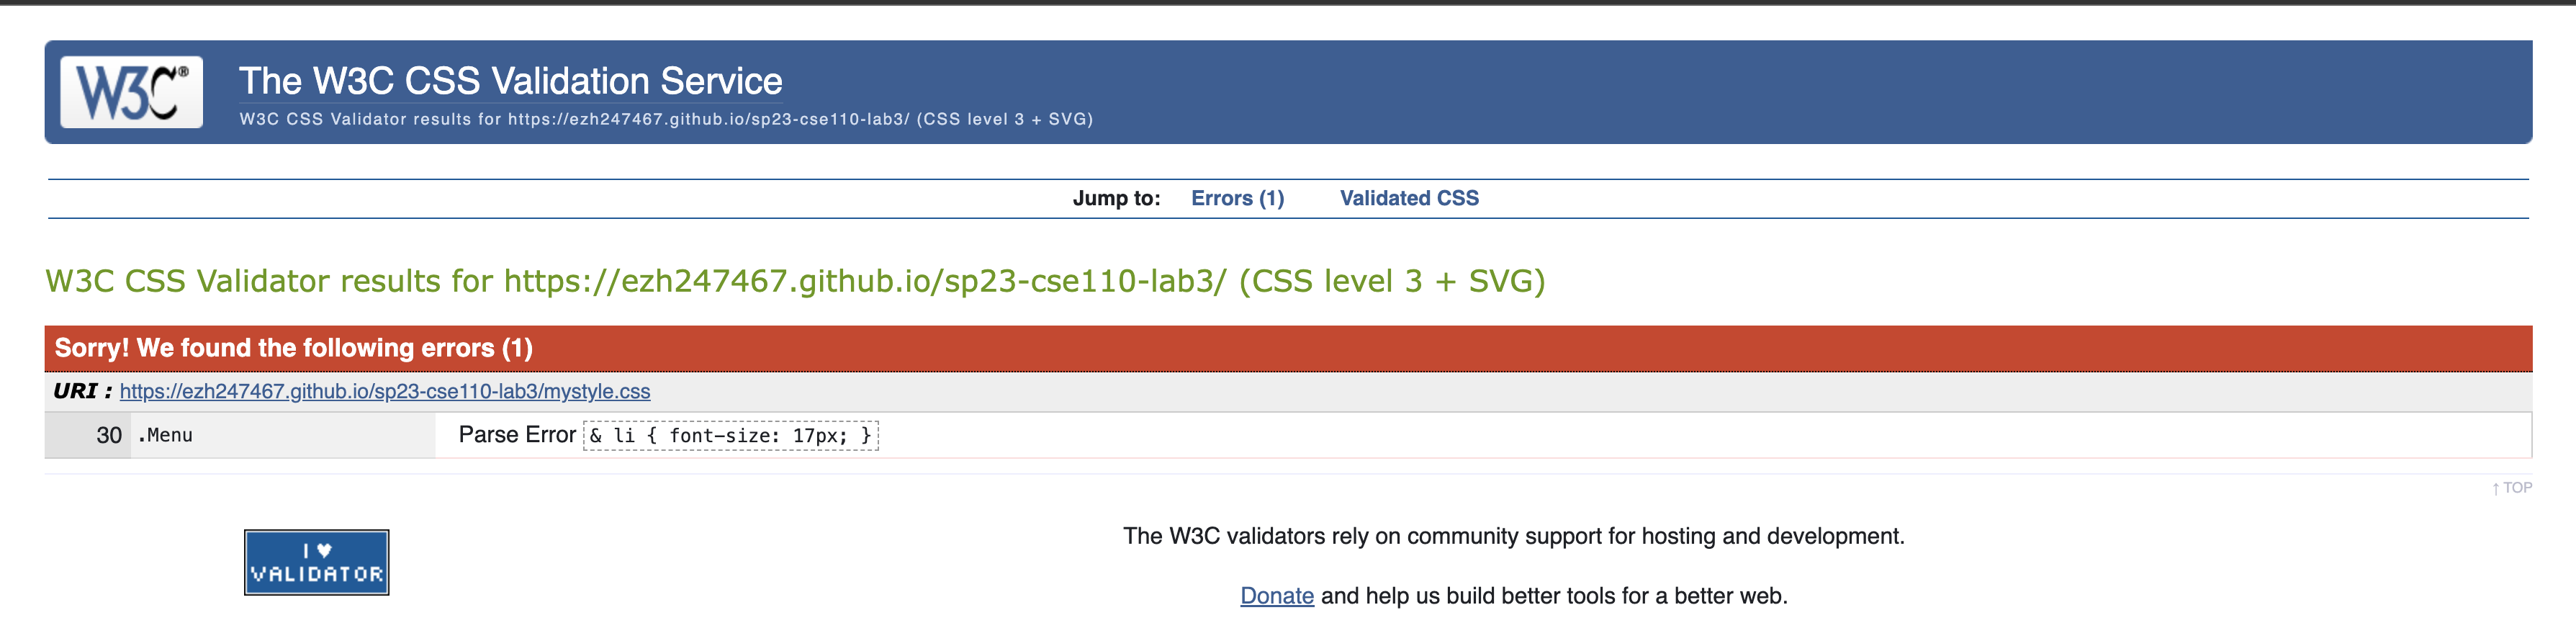 W3C®
The W3C CSS Validation Service
W3C CSS Validator results for https://ezh247467.github.io/sp23-cse110-lab3/ (CSS level 3 + SVG)
Jump to: Errors (1) Validated CSS
W3C CSS Validator results for https://ezh247467.github.io/sp23-cse110-lab3/ (CSS level 3 + SVG)
Sorry! We found the following errors (1)
URI : https://ezh247467.github.io/sp23-cse110-lab3/mystyle.css
30 .Menu Parse Error & li { font-size: 17px; }
↑ TOP
I ♥
VALIDATOR
The W3C validators rely on community support for hosting and development.
Donate and help us build better tools for a better web.